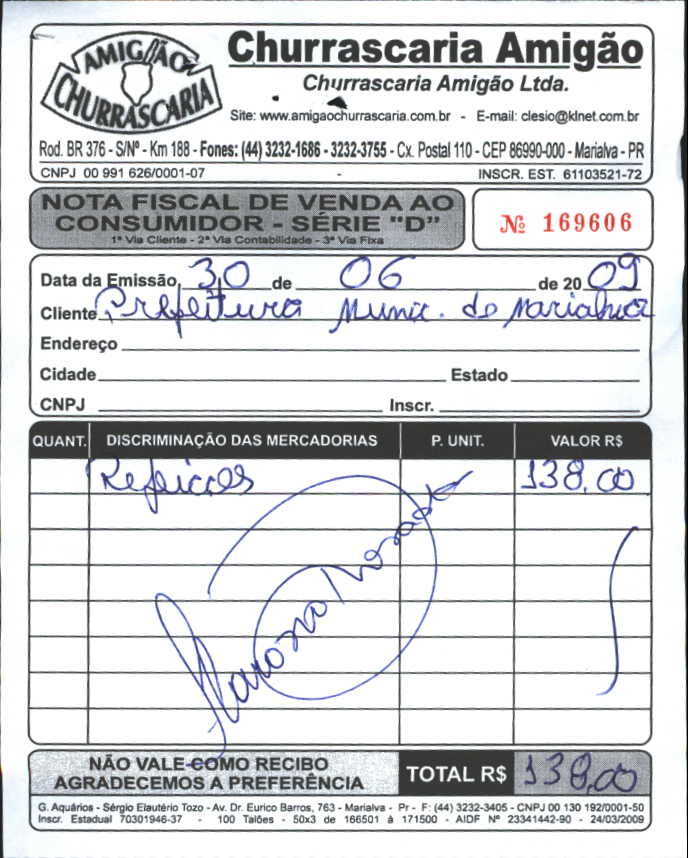 AMIGÃO
CHURRASCARIA
Churrascaria Amigão
Churrascaria Amigão Ltda.
Site: www.amigaochurrascaria.com.br - E-mail: clesio@klnet.com.br
Rod. BR 376 - S/Nº - Km 188 - Fones: (44) 3232-1686 - 3232-3755 - Cx. Postal 110 - CEP 86990-000 - Marialva - PR
CNPJ 00 991 626/0001-07 - INSCR. EST. 61103521-72
NOTA FISCAL DE VENDA AO
CONSUMIDOR - SÉRIE "D"
1ª Via Cliente - 2ª Via Contabilidade - 3ª Via Fixa
Nº 169606
Data da Emissão, 30 de 06 de 2009
Cliente Prefeitura Munic. de Marialva
Endereço
Cidade Estado
CNPJ Inscr.
QUANT. DISCRIMINAÇÃO DAS MERCADORIAS P. UNIT. VALOR R$
Refeicoes 138,00
NÃO VALE COMO RECIBO
AGRADECEMOS A PREFERÊNCIA
TOTAL R$ 138,00
G. Aquários - Sérgio Elautério Tozo - Av. Dr. Eurico Barros, 763 - Marialva - Pr - F: (44) 3232-3405 - CNPJ 00 130 192/0001-50
Inscr. Estadual 70301946-37 - 100 Talões - 50x3 de 166501 à 171500 - AIDF Nº 23341442-90 - 24/03/2009